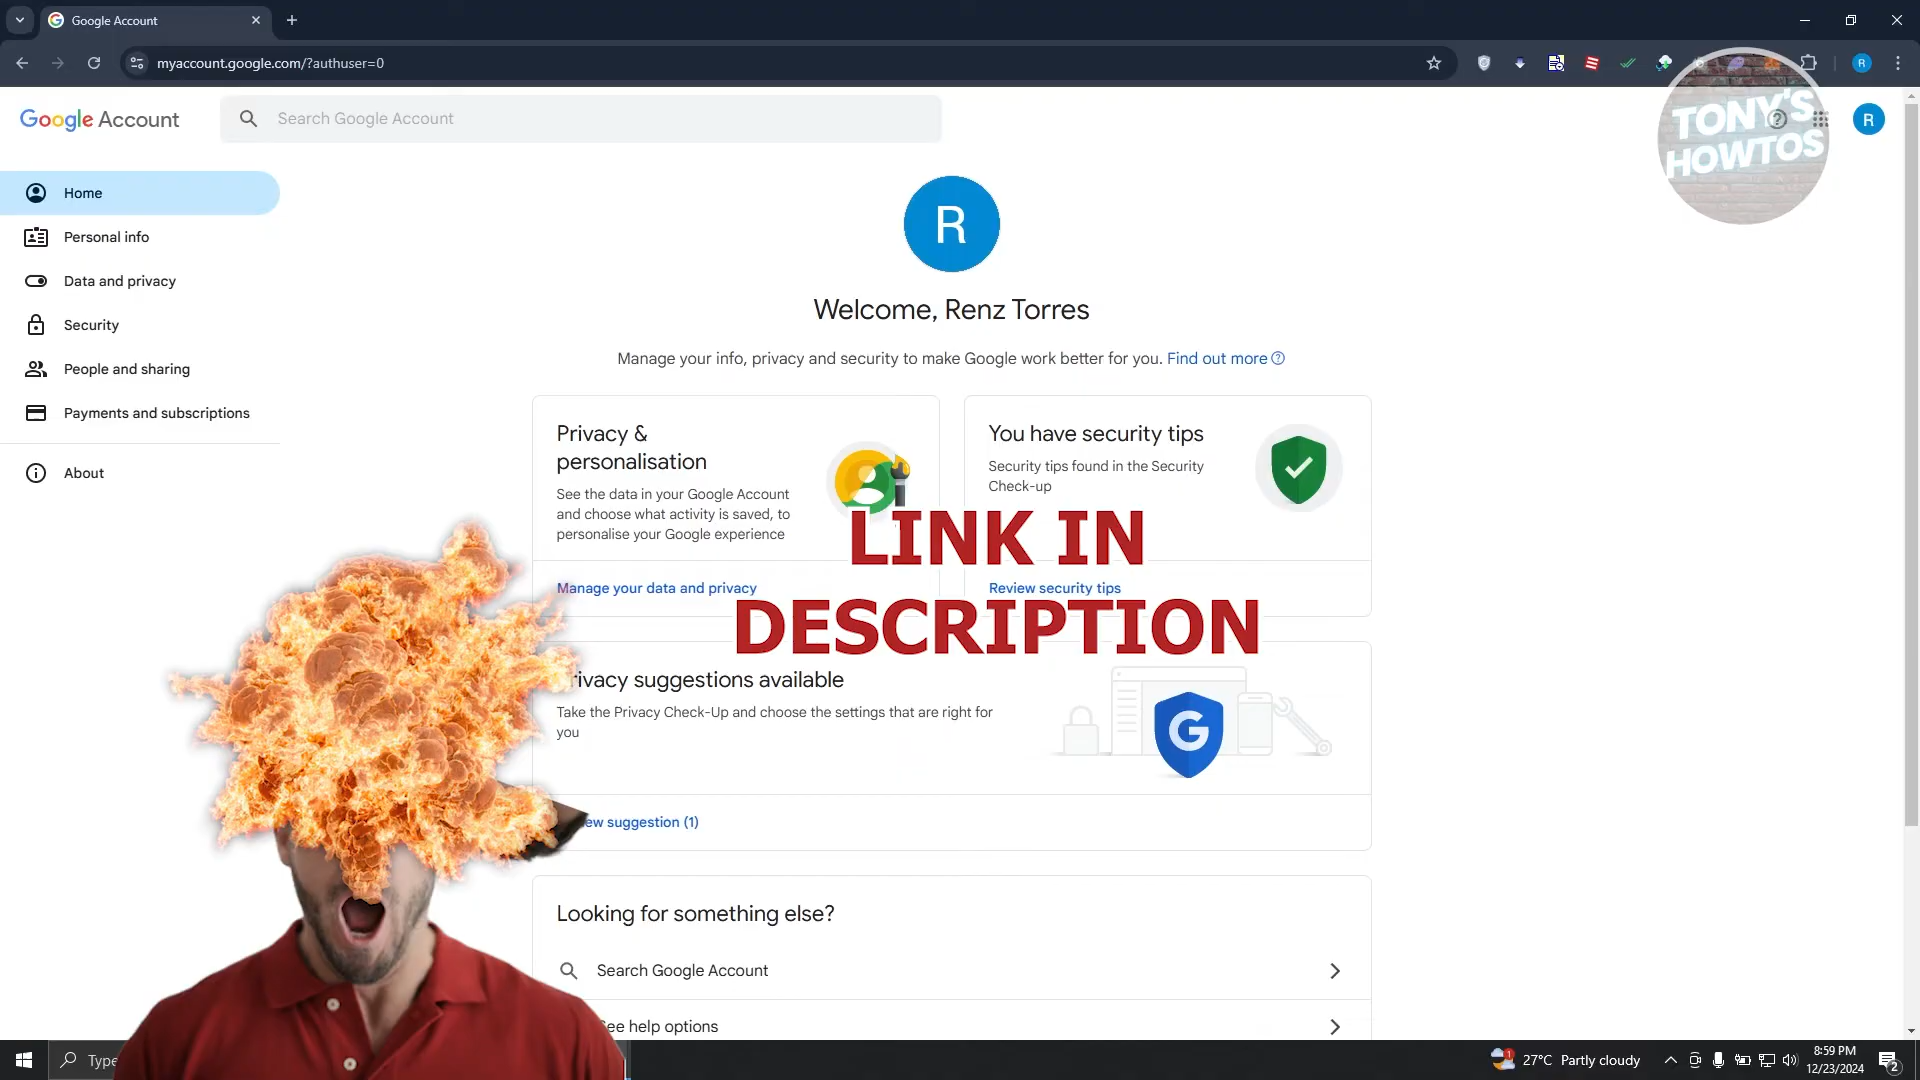 Google Account
myaccount.google.com/?authuser=0
R
Google Account
Search Google Account
TONY'S
HOWTOS
R
Home
Personal info
Data and privacy
Security
People and sharing
Payments and subscriptions
About
R
Welcome, Renz Torres
Manage your info, privacy and security to make Google work better for you. Find out more
Privacy &
personalisation
See the data in your Google Account
and choose what activity is saved, to
personalise your Google experience
Manage your data and privacy
You have security tips
Security tips found in the Security
Check-up
Review security tips
LINK IN
DESCRIPTION
rivacy suggestions available
Take the Privacy Check-Up and choose the settings that are right for
you
G
ew suggestion (1)
Looking for something else?
Search Google Account
See help options
Type
1
27°C Partly cloudy
8:59 PM
12/23/2024
2